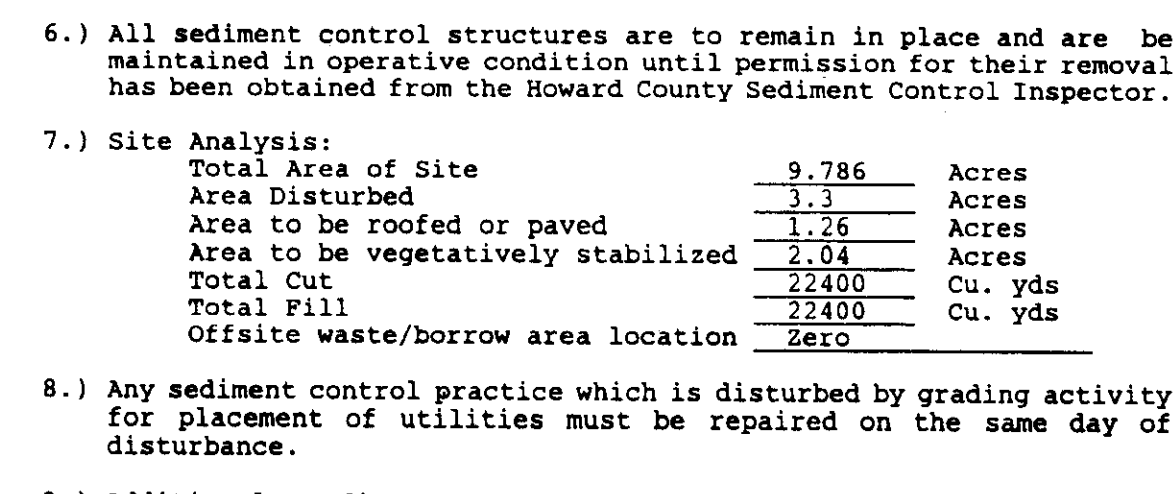 6.) All sediment control structures are to remain in place and are be
maintained in operative condition until permission for their removal
has been obtained from the Howard County Sediment Control Inspector.
7.) Site Analysis:
Total Area of Site 9.786 Acres
Area Disturbed 3.3 Acres
Area to be roofed or paved 1.26 Acres
Area to be vegetatively stabilized 2.04 Acres
Total Cut 22400 Cu. yds
Total Fill 22400 Cu. yds
Offsite waste/borrow area location Zero
8.) Any sediment control practice which is disturbed by grading activity
for placement of utilities must be repaired on the same day of
disturbance.